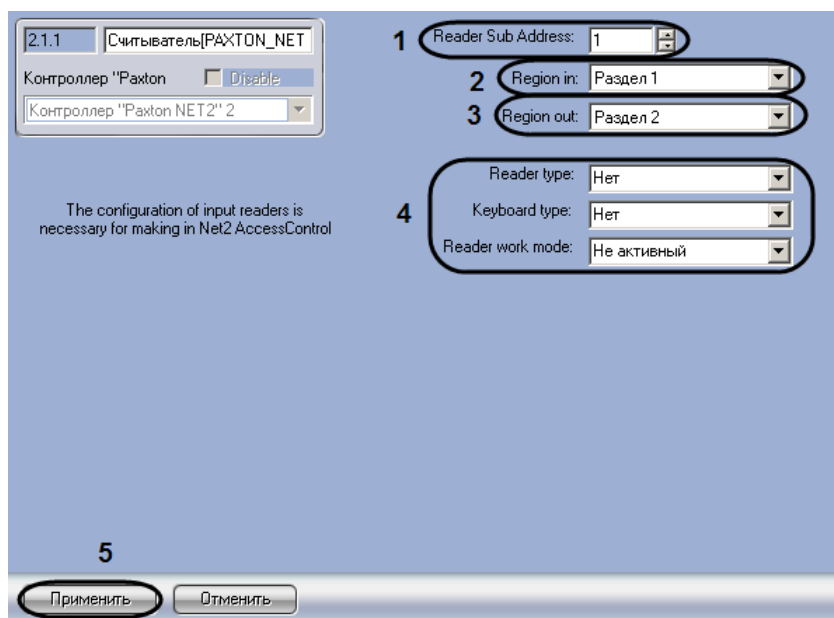 2.1.1 Считыватель[PAXTON_NET
Контроллер "Paxton Disable
Контроллер "Paxton NET2" 2
1 Reader Sub Address: 1
2 Region in: Раздел 1
3 Region out: Раздел 2
4
Reader type: Нет
Keyboard type: Нет
Reader work mode: Не активный
The configuration of input readers is
necessary for making in Net2 AccessControl
5
Применить Отменить